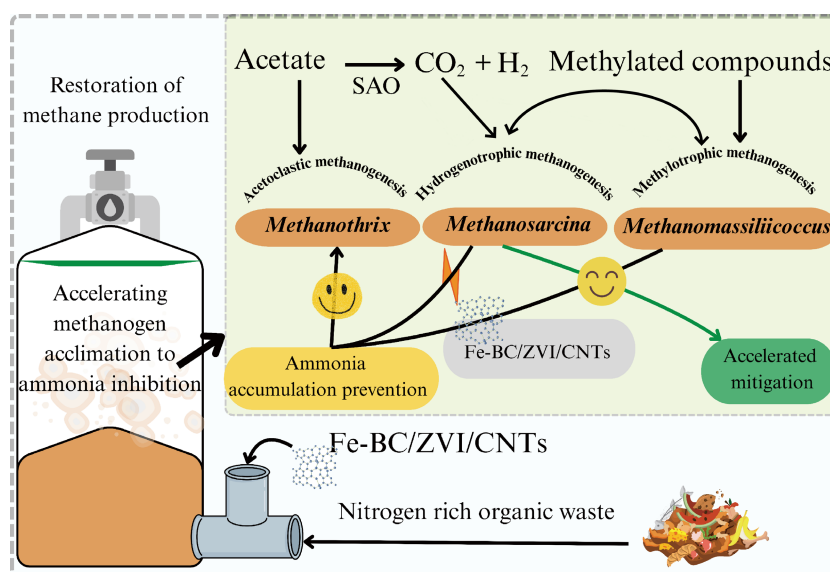 Restoration of
methane production
Acetate
SAO
CO₂ + H₂
Methylated compounds
Acetoclastic methanogenesis
Hydrogenotrophic methanogenesis
Methylotrophic methanogenesis
Methanothrix
Methanosarcina
Methanomassiliicoccus
Accelerating
methanogen
acclimation to
ammonia inhibition
Ammonia
accumulation prevention
Fe-BC/ZVI/CNTs
Accelerated
mitigation
Fe-BC/ZVI/CNTs
Nitrogen rich organic waste